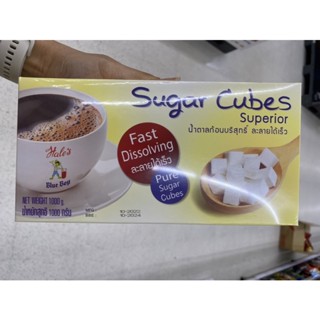 Sugar Cubes
Superior
น้ำตาลก้อนบริสุทธิ์ ละลายได้เร็ว
Fast
Dissolving
ละลายได้เร็ว
Pure
Sugar
Cubes
Hale's
Blue Boy
NET WEIGHT 1000 g
น้ำหนักสุทธิ 1000 กรัม